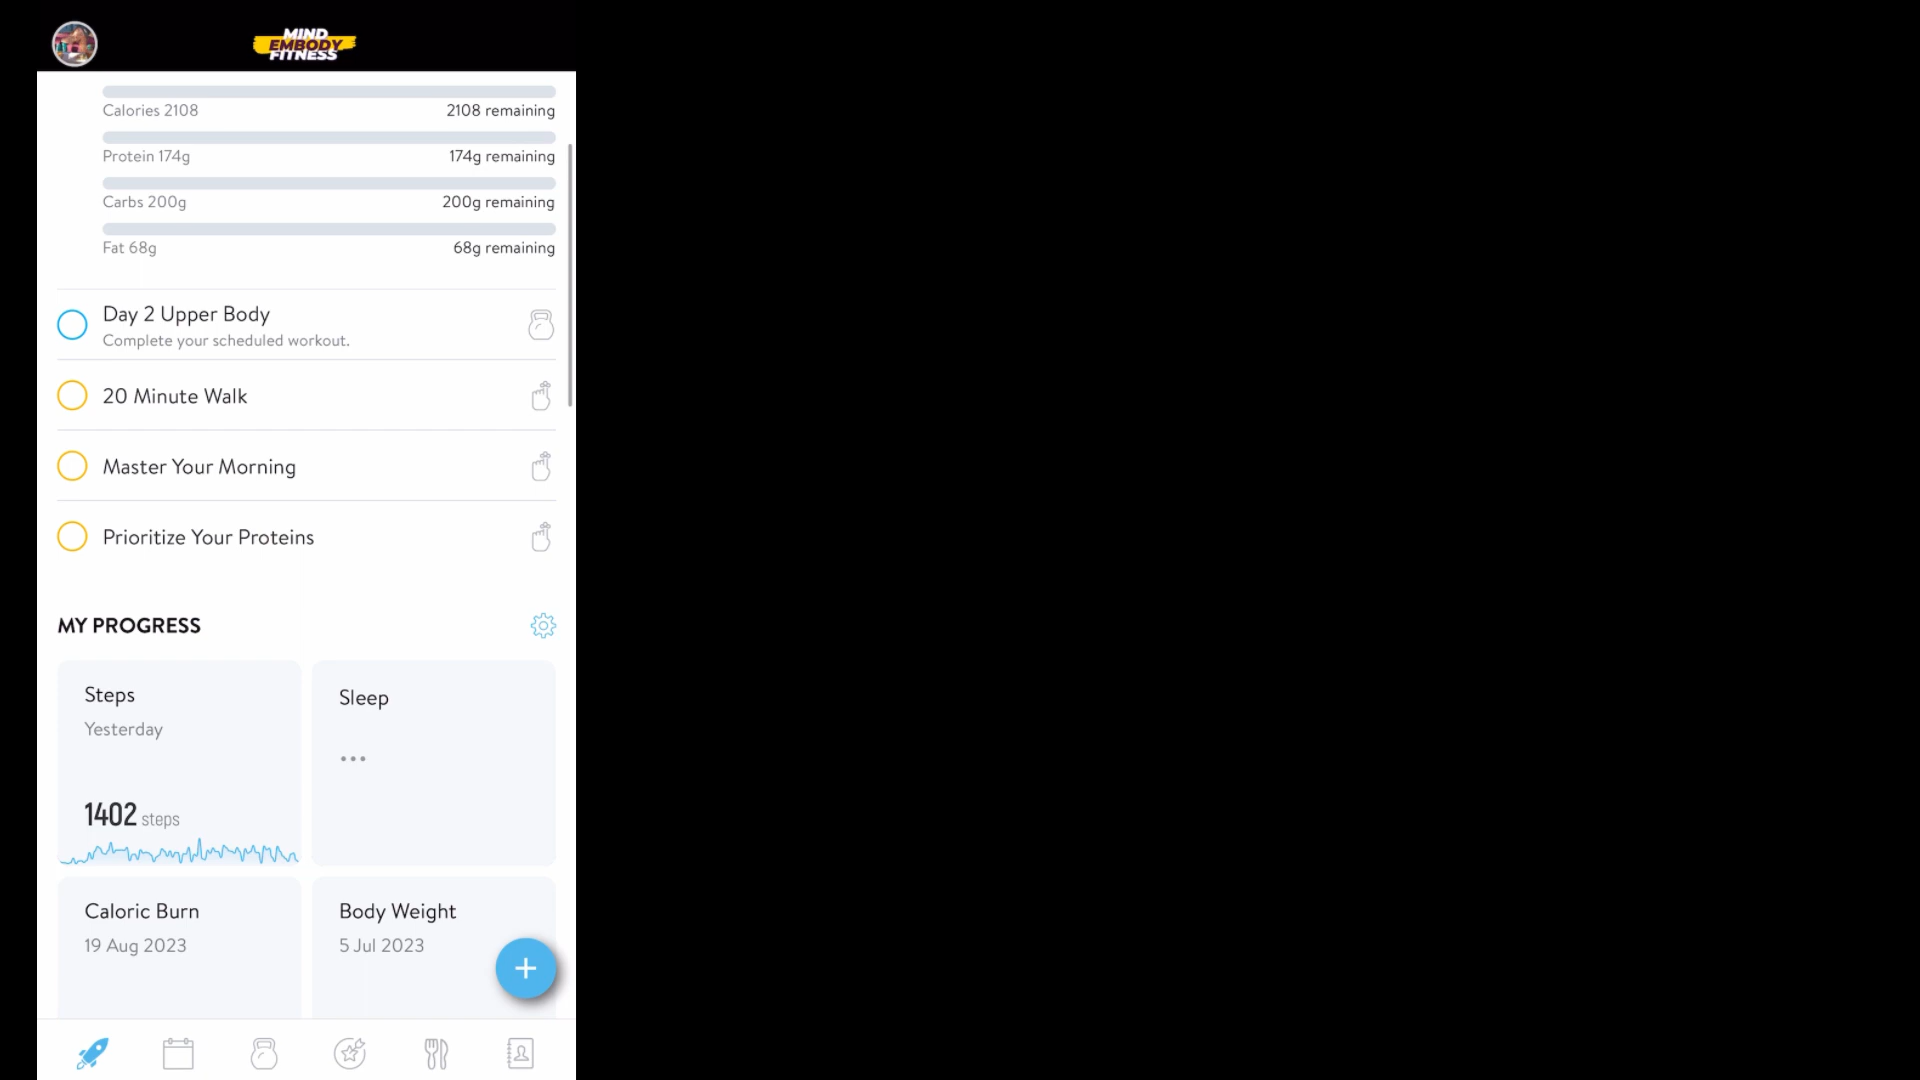 MIND
EMBODY
FITNESS
Calories 2108 2108 remaining
Protein 174g 174g remaining
Carbs 200g 200g remaining
Fat 68g 68g remaining
Day 2 Upper Body
Complete your scheduled workout.
20 Minute Walk
Master Your Morning
Prioritize Your Proteins
MY PROGRESS
Steps
Yesterday
1402 steps
Sleep
...
Caloric Burn
19 Aug 2023
Body Weight
5 Jul 2023